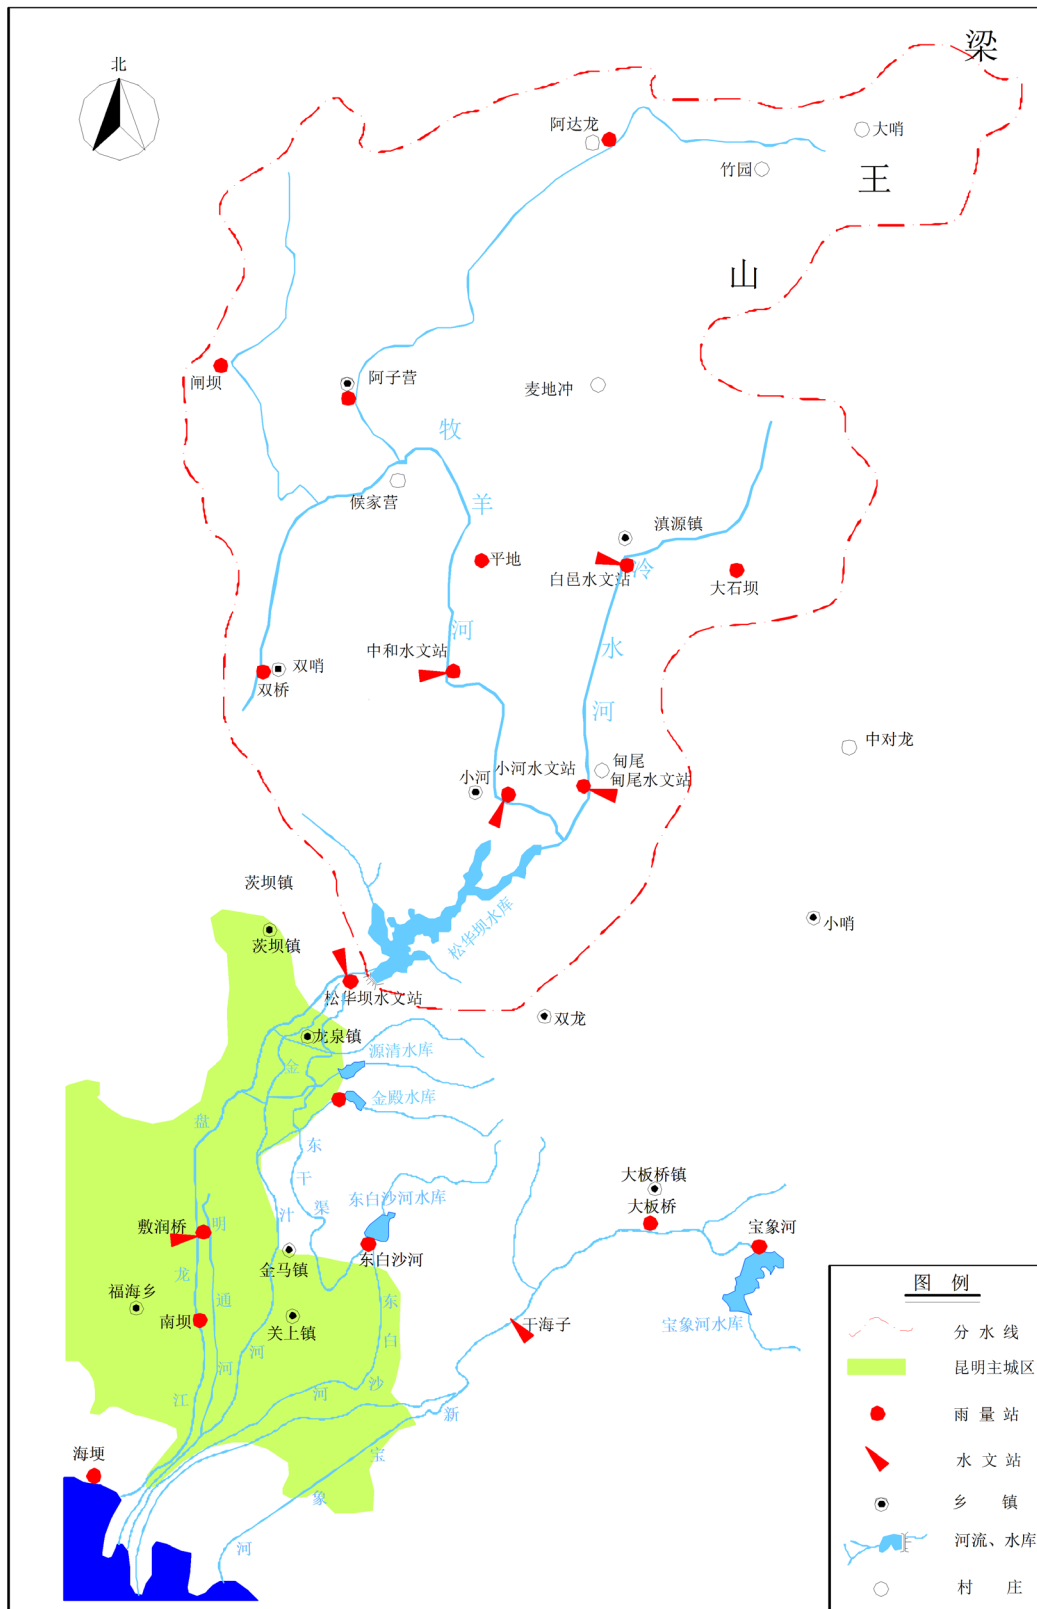 梁
北
阿达龙
大哨
竹园
王
山
闸坝
阿子营
麦地冲
牧
羊
河
候家营
滇源镇
平地
白邑水文站
大石坝
冷
水
河
中和水文站
双哨
双桥
中对龙
甸尾
小河水文站
小河
甸尾水文站
茨坝镇
松华坝水库
小哨
茨坝镇
松华坝水文站
双龙
龙泉镇
源清水库
金
汁
河
金殿水库
盘
龙
江
东
干
渠
大板桥镇
东白沙河水库
大板桥
敷润桥
明
通
河
宝象河
东白沙河
金马镇
福海乡
南坝
关上镇
干海子
宝象河水库
东
白
沙
河
新
宝
象
河
海埂
图 例
分 水 线
昆明主城区
雨 量 站
水 文 站
乡 镇
河流、水库
村 庄